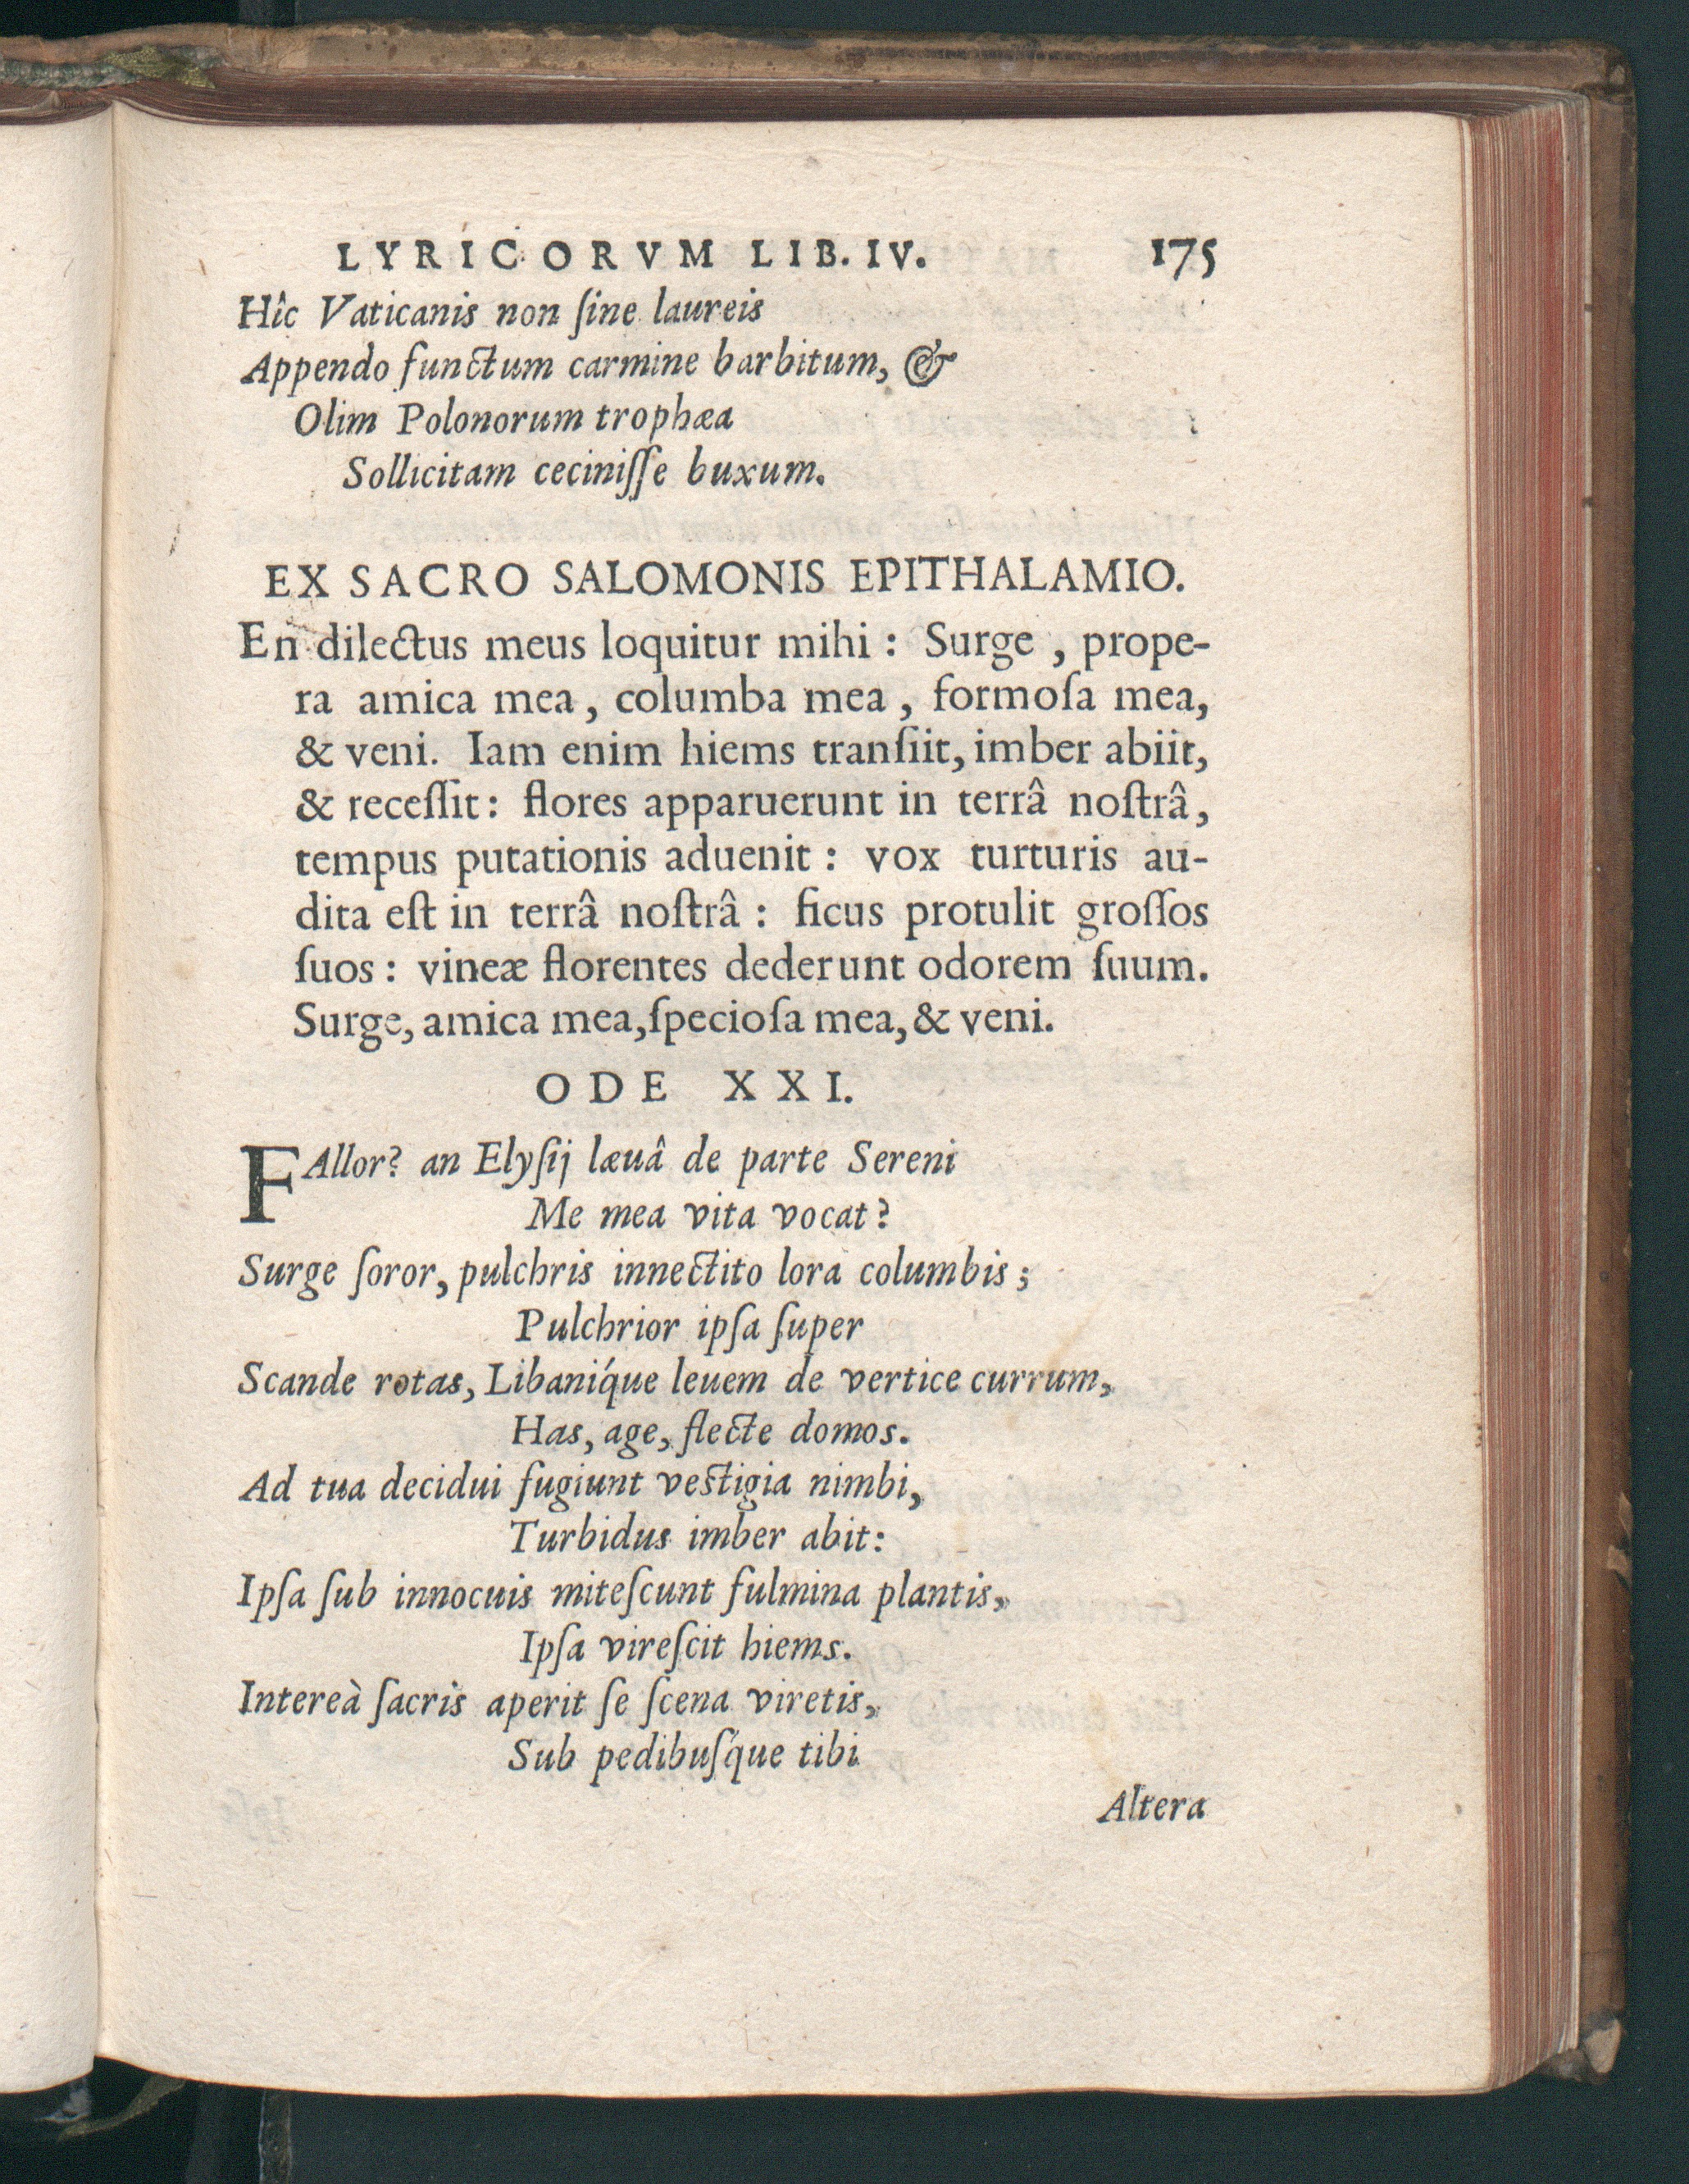 LYRICORVM LIB. IV. 175
Hîc Vaticanis non ſine laureis
Appendo functum carmine barbitum, &
Olim Polonorum trophæa
Sollicitam ceciniſſe buxum.
EX SACRO SALOMONIS EPITHALAMIO.
En dilectus meus loquitur mihi : Surge , prope-
ra amica mea , columba mea , formoſa mea,
& veni. Iam enim hiems tranſiit, imber abiit,
& receſſit : flores apparuerunt in terrâ noſtrâ,
tempus putationis aduenit : vox turturis au-
dita eſt in terrâ noſtrâ : ficus protulit groſſos
ſuos : vineæ florentes dederunt odorem ſuum.
Surge, amica mea, ſpecioſa mea, & veni.
ODE XXI.
FAllor? an Elyſij læuâ de parte Sereni
Me mea vita vocat?
Surge ſoror, pulchris innectito lora columbis ;
Pulchrior ipſa ſuper
Scande rotas, Libaniq́ue leuem de vertice currum,
Has, age, flecte domos.
Ad tua decidui fugiunt veſtigia nimbi,
Turbidus imber abit:
Ipſa ſub innocuis miteſcunt fulmina plantis,
Ipſa vireſcit hiems.
Intereà ſacris aperit ſe ſcena viretis,
Sub pedibuſq́ue tibi
Altera